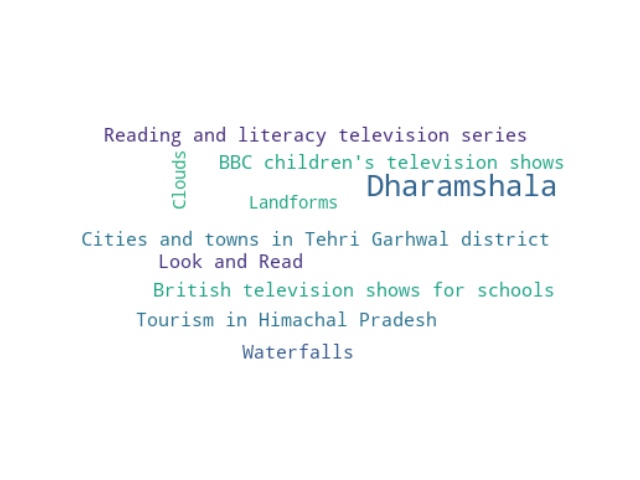 Reading and literacy television series
Clouds
BBC children's television shows
Dharamshala
Landforms
Cities and towns in Tehri Garhwal district
Look and Read
British television shows for schools
Tourism in Himachal Pradesh
Waterfalls